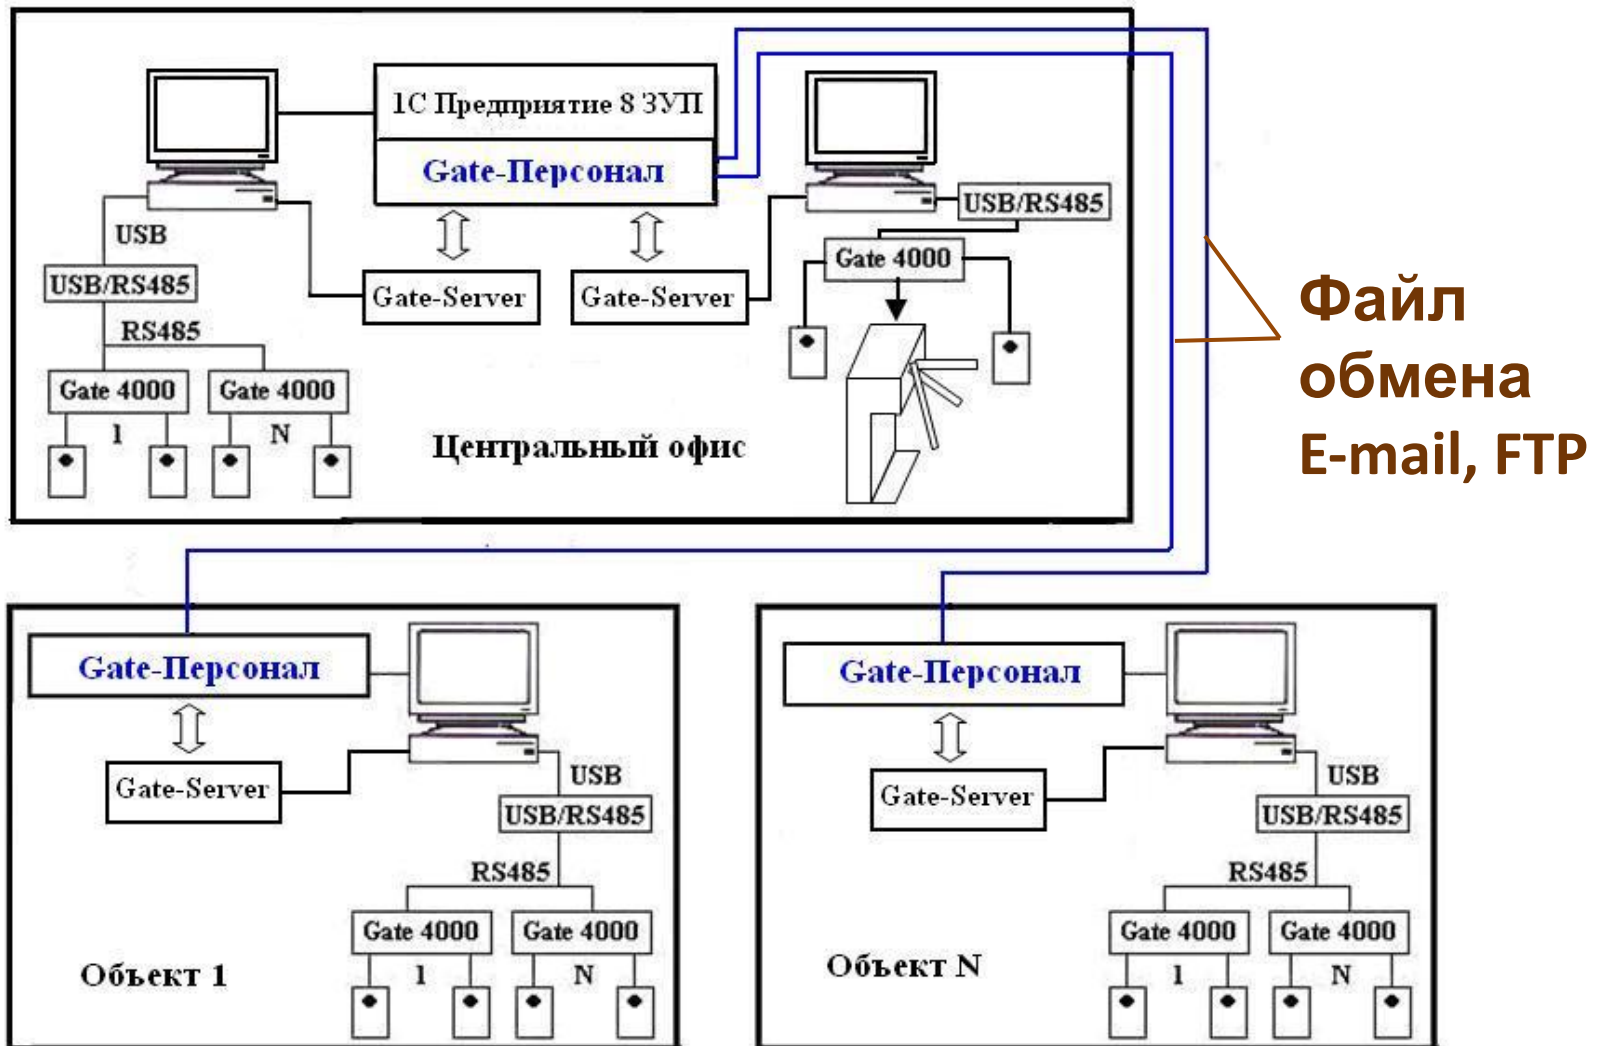 1С Предприятие 8 ЗУП
Gate-Персонал
USB
USB/RS485
RS485
Gate 4000
Gate 4000
1
N
Gate-Server
Gate-Server
USB/RS485
Gate 4000
Центральный офис
Файл
обмена
E-mail, FTP
Gate-Персонал
Gate-Server
USB
USB/RS485
RS485
Gate 4000
Gate 4000
1
N
Объект 1
Gate-Персонал
Gate-Server
USB
USB/RS485
RS485
Gate 4000
Gate 4000
1
N
Объект N